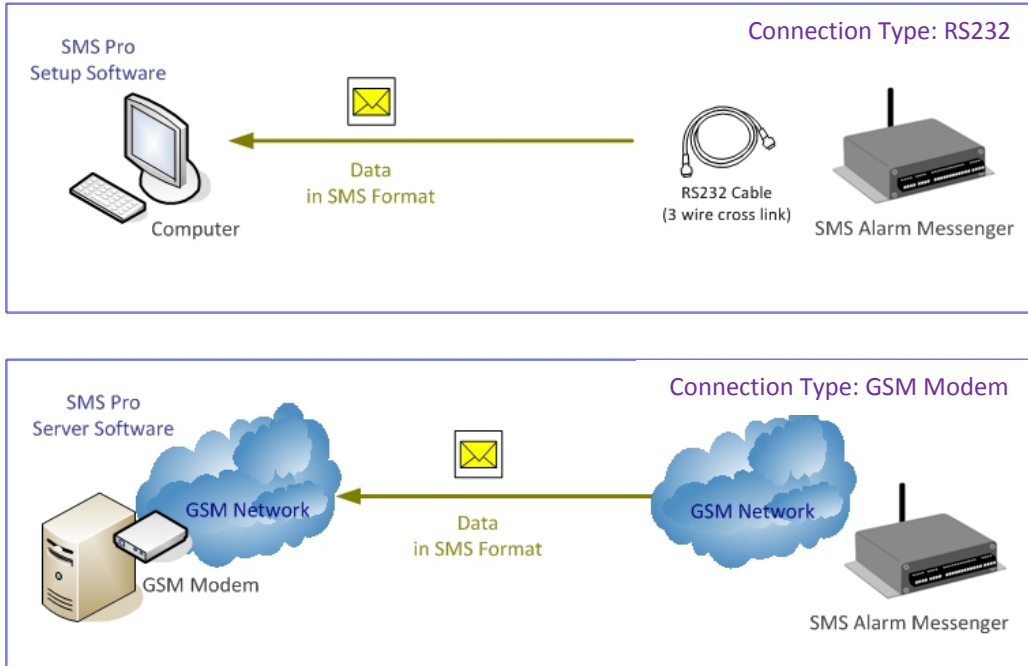 Connection Type: RS232
SMS Pro
Setup Software
Data
in SMS Format
Computer
RS232 Cable
(3 wire cross link)
SMS Alarm Messenger
Connection Type: GSM Modem
SMS Pro
Server Software
GSM Network
GSM Modem
Data
in SMS Format
GSM Network
SMS Alarm Messenger